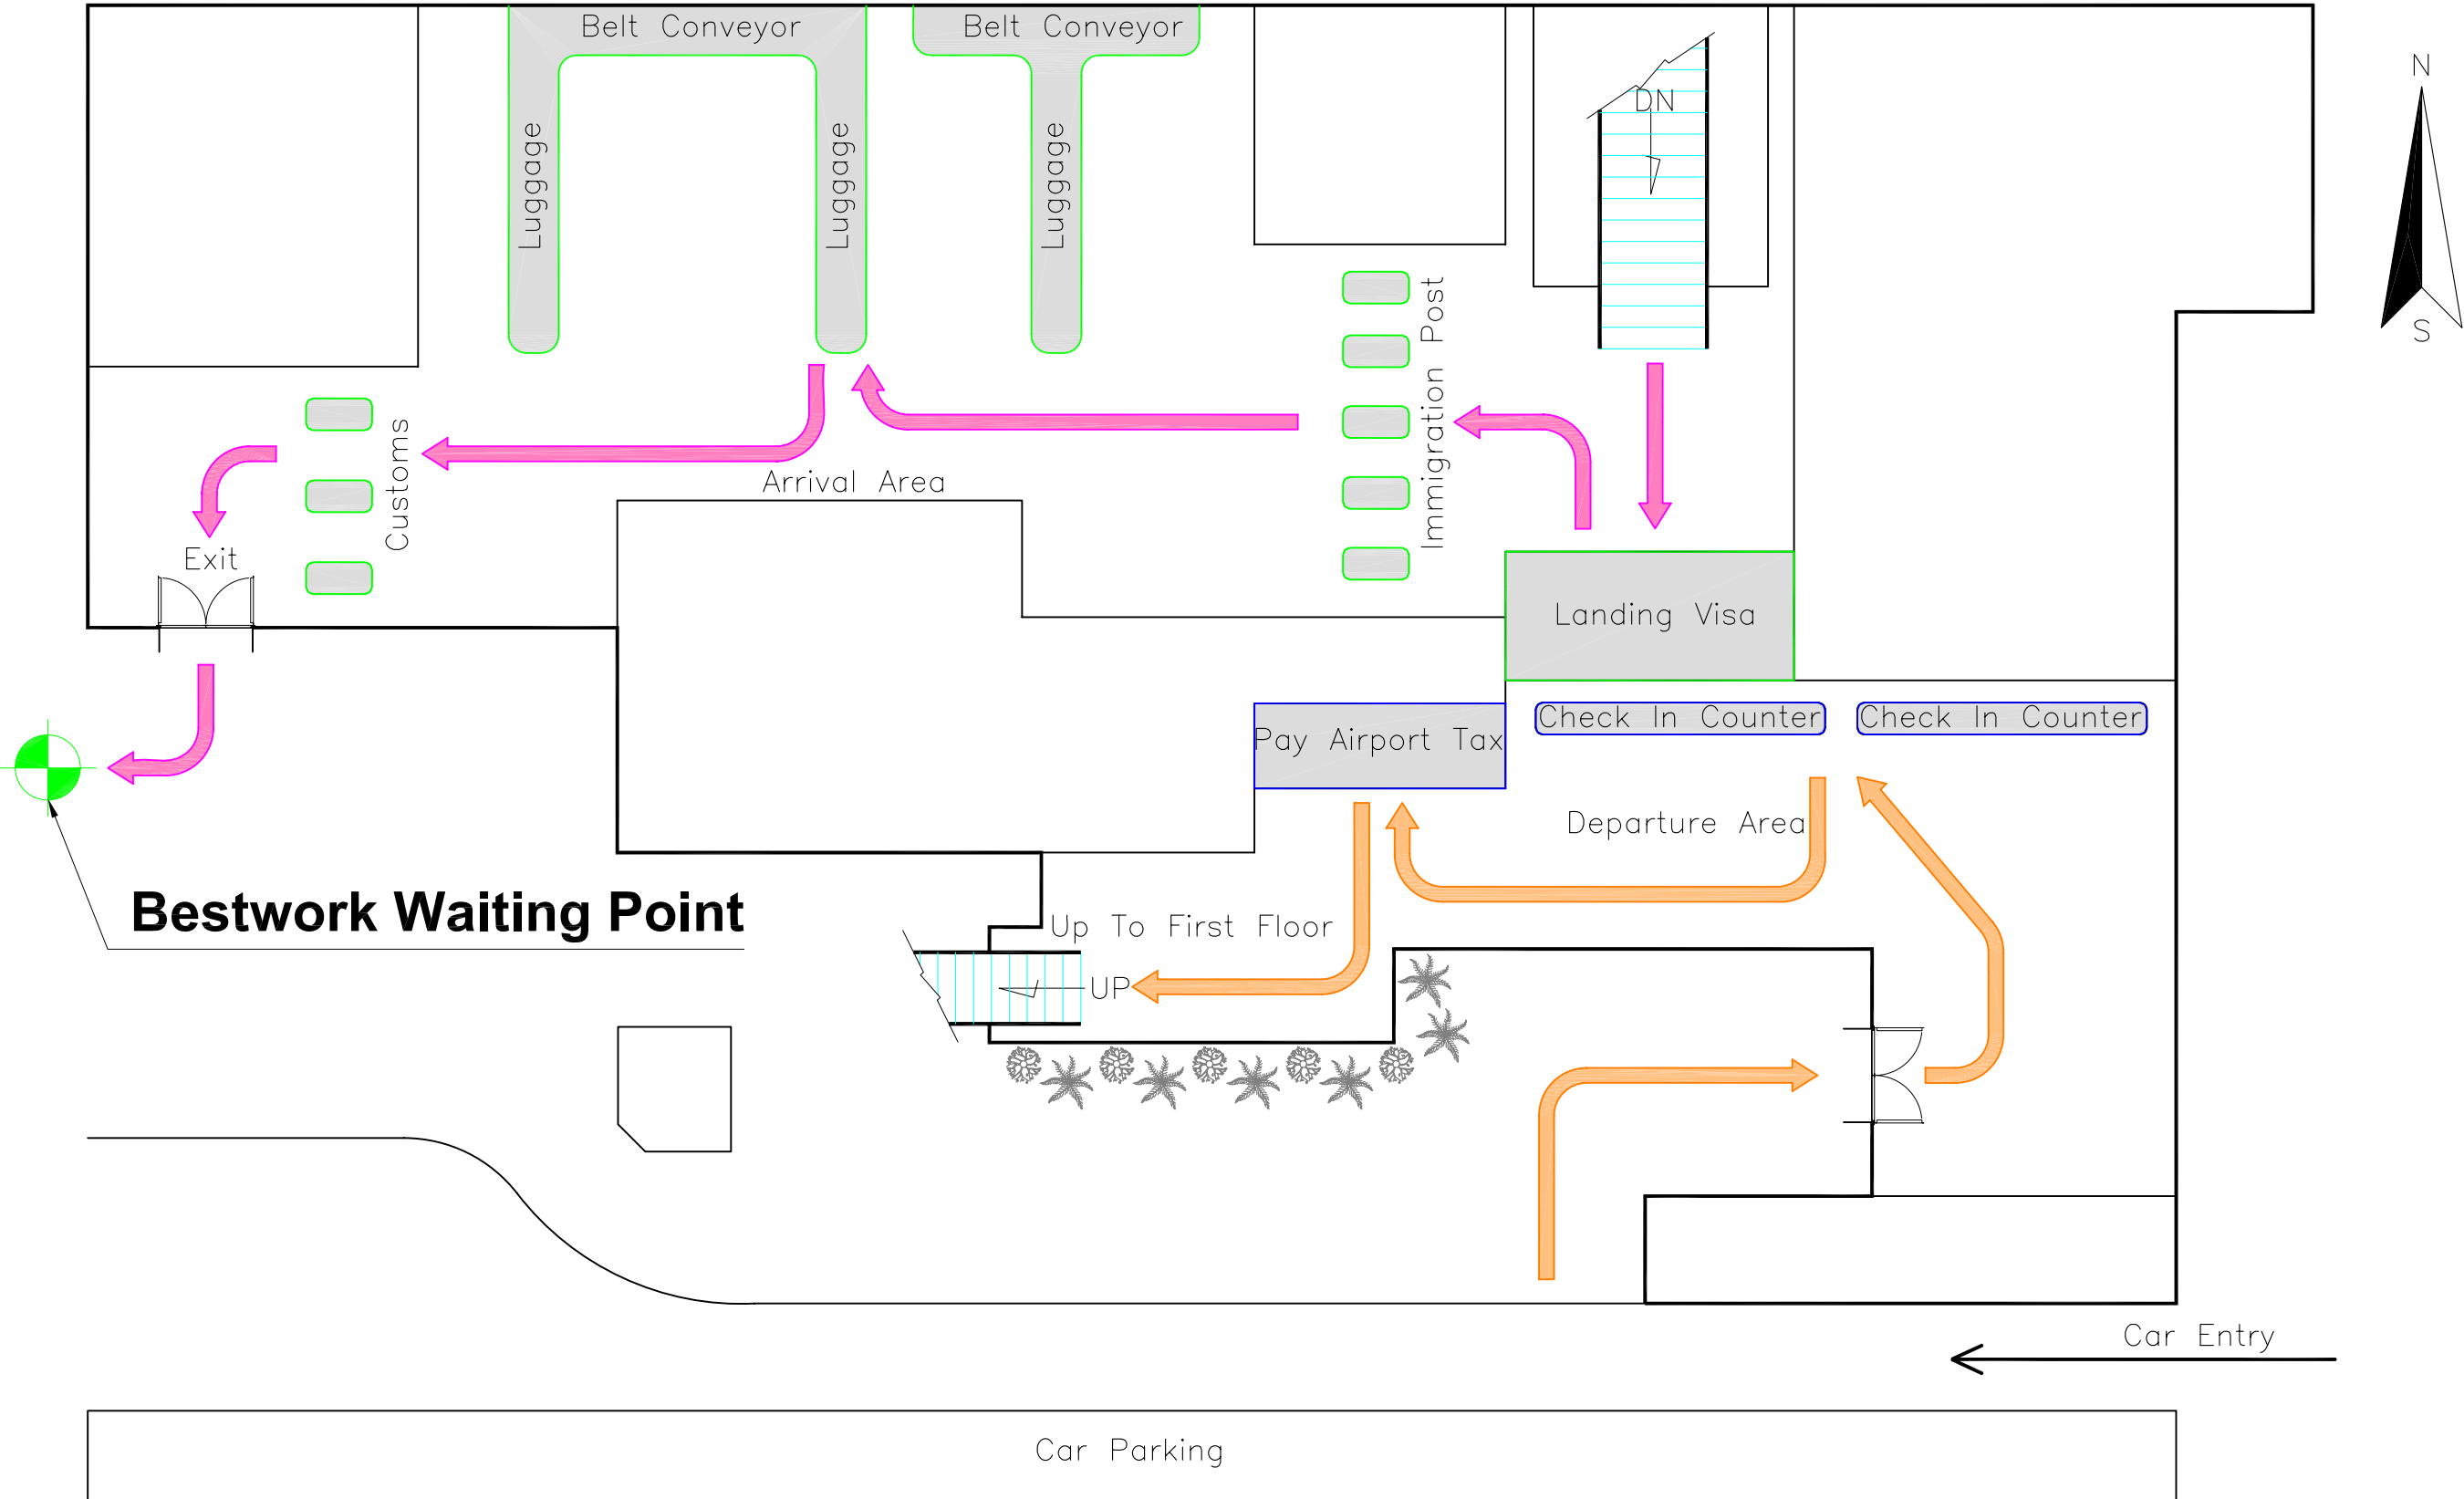 Belt Conveyor
Belt Conveyor
N
DN
Luggage
Luggage
Luggage
S
Immigration Post
Customs
Arrival Area
Exit
Landing Visa
Check In Counter
Check In Counter
Pay Airport Tax
Departure Area
Bestwork Waiting Point
Up To First Floor
UP
Car Entry
Car Parking